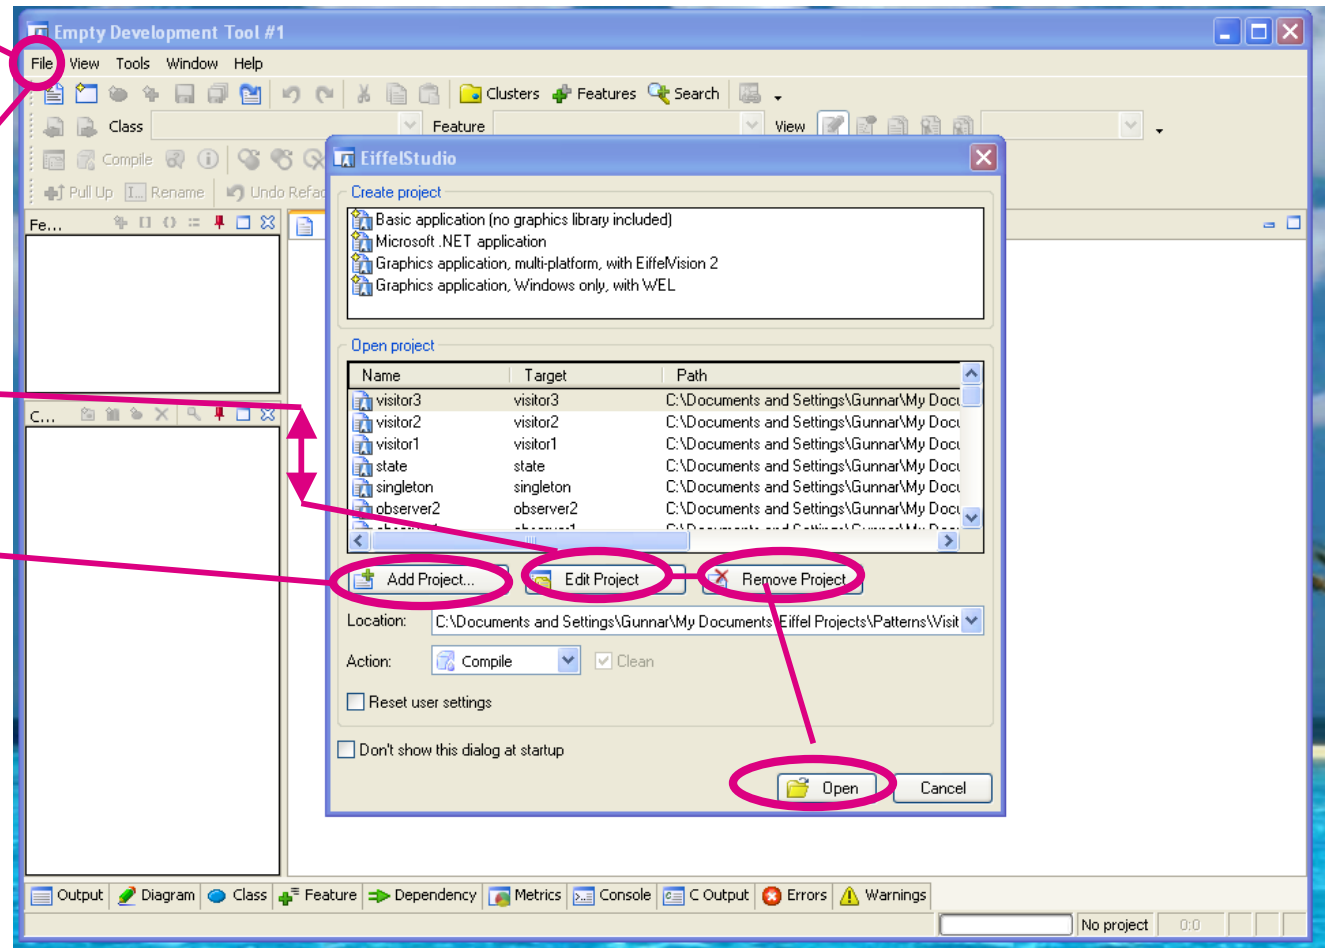 Empty Development Tool #1
File View Tools Window Help
Clusters Features Search
Class Feature View
Compile
Pull Up I... Rename Undo Refac
EiffelStudio
Create project
Basic application (no graphics library included)
Microsoft .NET application
Graphics application, multi-platform, with EiffelVision 2
Graphics application, Windows only, with WEL
Fe...
Open project
Name Target Path
visitor3 visitor3 C:\Documents and Settings\Gunnar\My Docu
visitor2 visitor2 C:\Documents and Settings\Gunnar\My Docu
visitor1 visitor1 C:\Documents and Settings\Gunnar\My Docu
state state C:\Documents and Settings\Gunnar\My Docu
singleton singleton C:\Documents and Settings\Gunnar\My Docu
observer2 observer2 C:\Documents and Settings\Gunnar\My Docu
C...
Add Project... Edit Project Remove Project
Location: C:\Documents and Settings\Gunnar\My Documents\Eiffel Projects\Patterns\Visit
Action: Compile Clean
Reset user settings
Don't show this dialog at startup
Open Cancel
Output Diagram Class Feature Dependency Metrics Console C Output Errors Warnings
No project 0:0